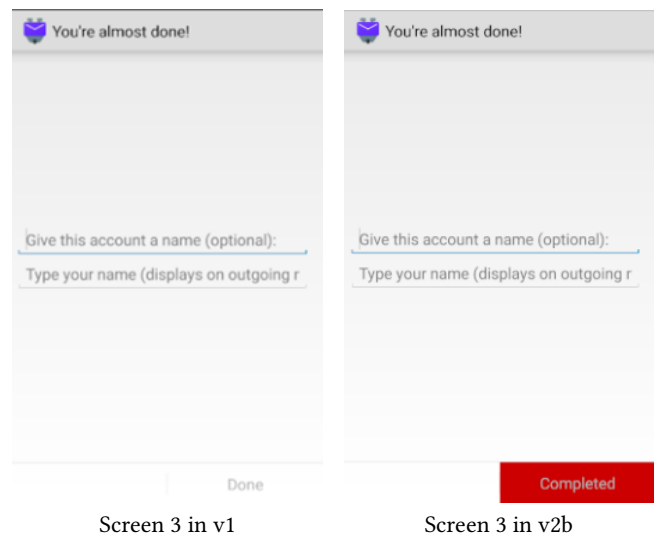 You're almost done!
Give this account a name (optional):
Type your name (displays on outgoing r
Done
Screen 3 in v1
You're almost done!
Give this account a name (optional):
Type your name (displays on outgoing r
Completed
Screen 3 in v2b